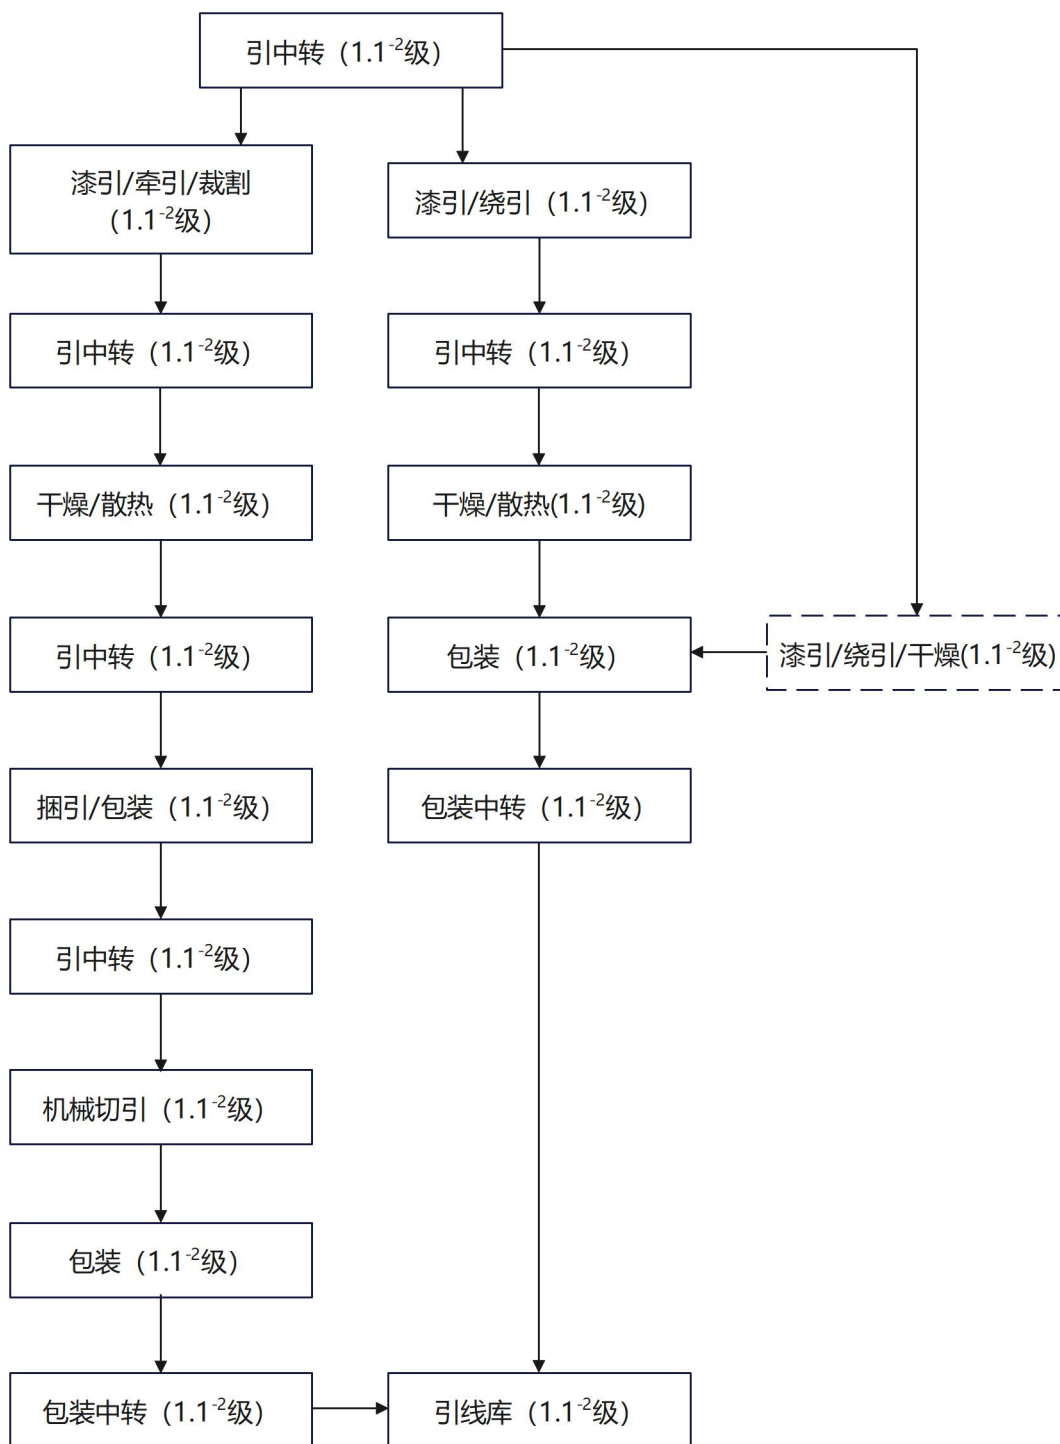 引中转（1.1⁻²级）
漆引/牵引/裁割
（1.1⁻²级）
漆引/绕引（1.1⁻²级）
引中转（1.1⁻²级）
引中转（1.1⁻²级）
干燥/散热（1.1⁻²级）
干燥/散热(1.1⁻²级)
引中转（1.1⁻²级）
包装（1.1⁻²级）
漆引/绕引/干燥(1.1⁻²级)
捆引/包装（1.1⁻²级）
包装中转（1.1⁻²级）
引中转（1.1⁻²级）
机械切引（1.1⁻²级）
包装（1.1⁻²级）
包装中转（1.1⁻²级）
引线库（1.1⁻²级）